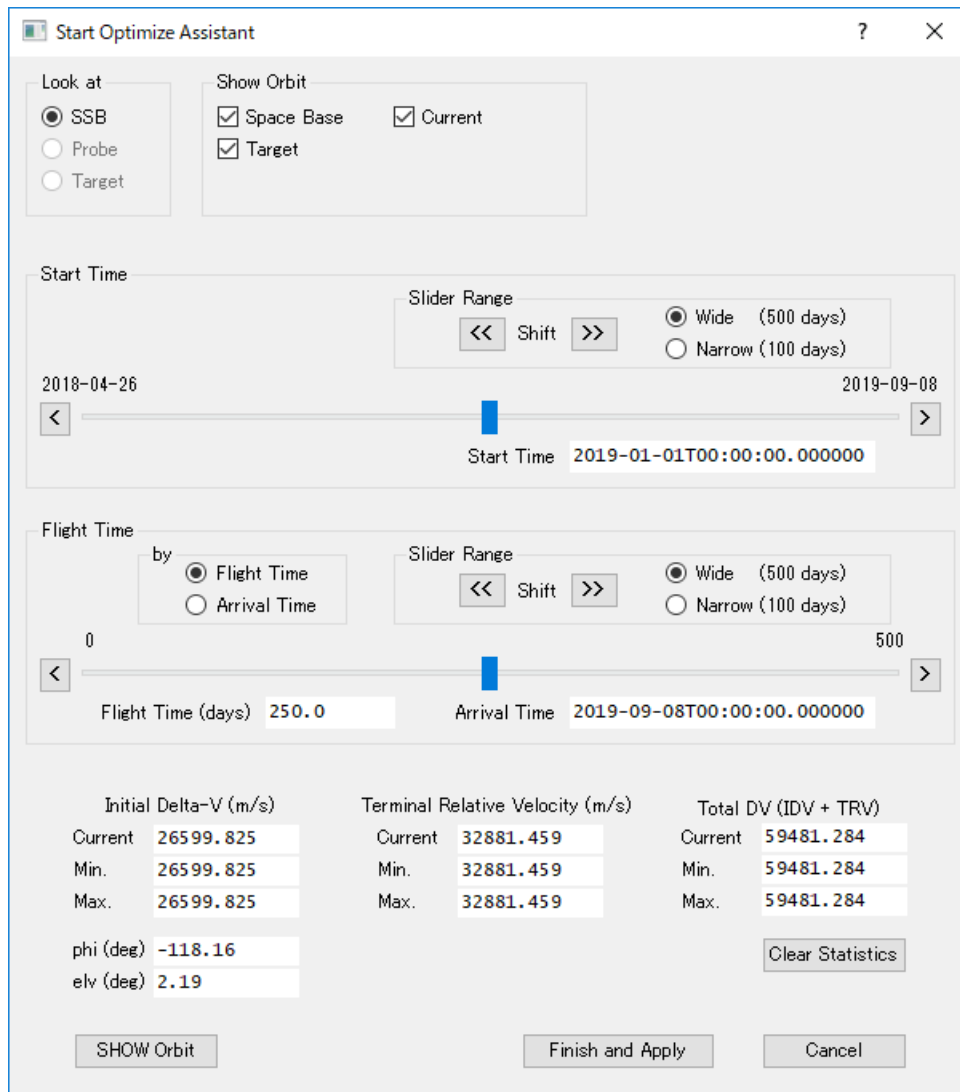 Start Optimize Assistant ? ×
Look at
SSB
Probe
Target
Show Orbit
Space Base Current
Target
Start Time
Slider Range
<< Shift >>
Wide (500 days)
Narrow (100 days)
2018-04-26 2019-09-08
< >
Start Time 2019-01-01T00:00:00.000000
Flight Time
by
Flight Time
Arrival Time
Slider Range
<< Shift >>
Wide (500 days)
Narrow (100 days)
0 500
< >
Flight Time (days) 250.0 Arrival Time 2019-09-08T00:00:00.000000
Initial Delta-V (m/s) Terminal Relative Velocity (m/s) Total DV (IDV + TRV)
Current 26599.825 Current 32881.459 Current 59481.284
Min. 26599.825 Min. 32881.459 Min. 59481.284
Max. 26599.825 Max. 32881.459 Max. 59481.284
phi (deg) -118.16 Clear Statistics
elv (deg) 2.19
SHOW Orbit Finish and Apply Cancel